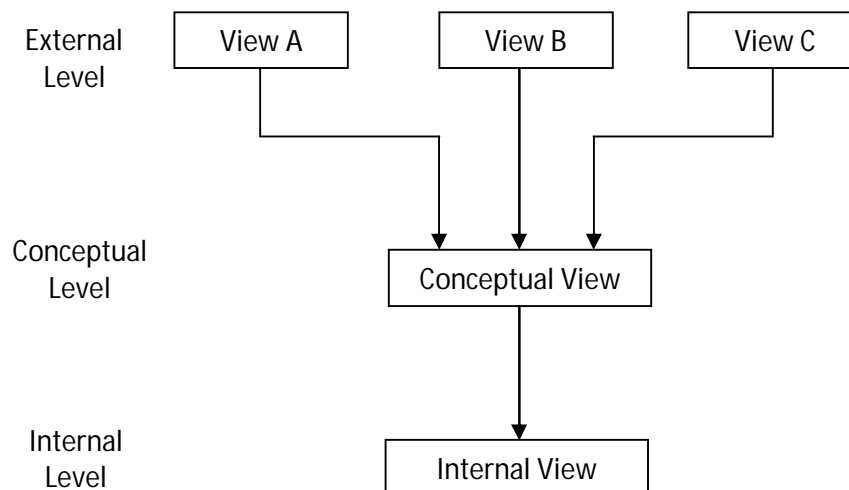 External
Level
View A
View B
View C
Conceptual
Level
Conceptual View
Internal
Level
Internal View